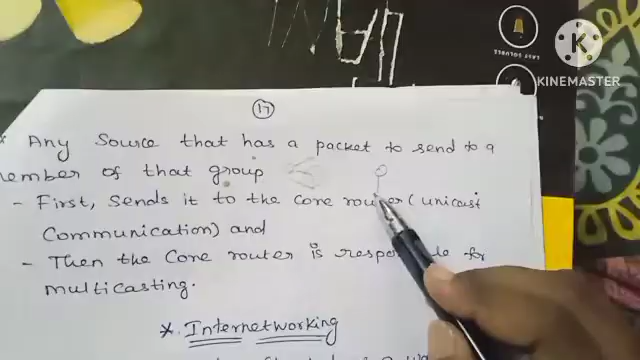 KINEMASTER
17
* Any Source that has a packet to send to a
member of that group
- First, Sends it to the Core router (unicast
Communication) and
- Then the Core router is responsible for
multicasting.
*. Internetworking